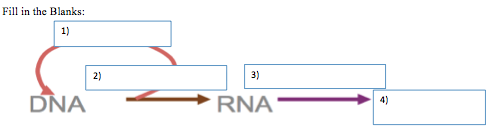 Fill in the Blanks:
1)
2)
3)
DNA
RNA
4)